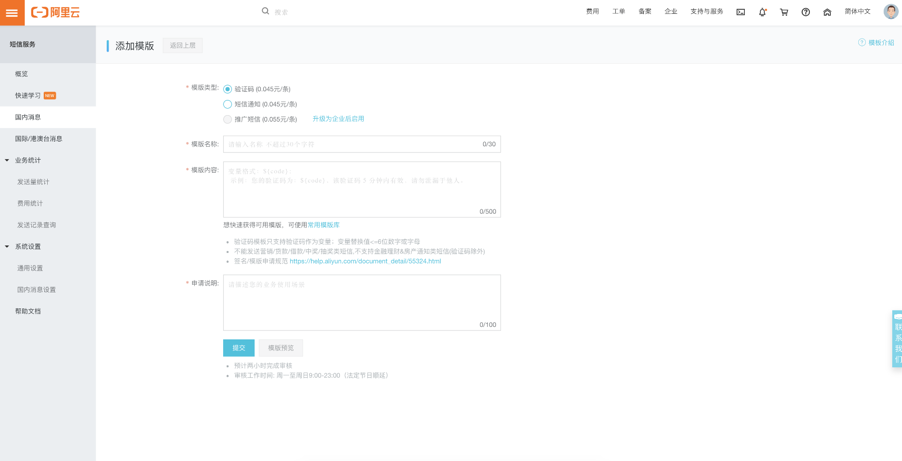 阿里云
搜索
费用
工单
备案
企业
支持与服务
简体中文
短信服务
概览
快速学习 NEW
国内消息
国际/港澳台消息
业务统计
发送量统计
费用统计
发送记录查询
系统设置
通用设置
国内消息设置
帮助文档
添加模版
返回上层
模板介绍
* 模版类型:
验证码 (0.045元/条)
短信通知 (0.045元/条)
推广短信 (0.055元/条)
升级为企业后启用
* 模版名称:
请输入名称 不超过30个字符
0/30
* 模版内容:
变量格式：${code};
示例：您的验证码为：${code}，该验证码 5 分钟内有效，请勿泄漏于他人。
0/500
想快速获得可用模版，可使用常用模版库
验证码模板只支持验证码作为变量；变量替换值<=6位数字或字母
不能发送营销/贷款/借款/中奖/抽奖类短信,不支持金融理财&房产通知类短信(验证码除外)
签名/模版申请规范 https://help.aliyun.com/document_detail/55324.html
* 申请说明:
请描述您的业务使用场景
0/100
提交
模版预览
预计两小时完成审核
审核工作时间: 周一至周日9:00-23:00（法定节日顺延）
联系我们